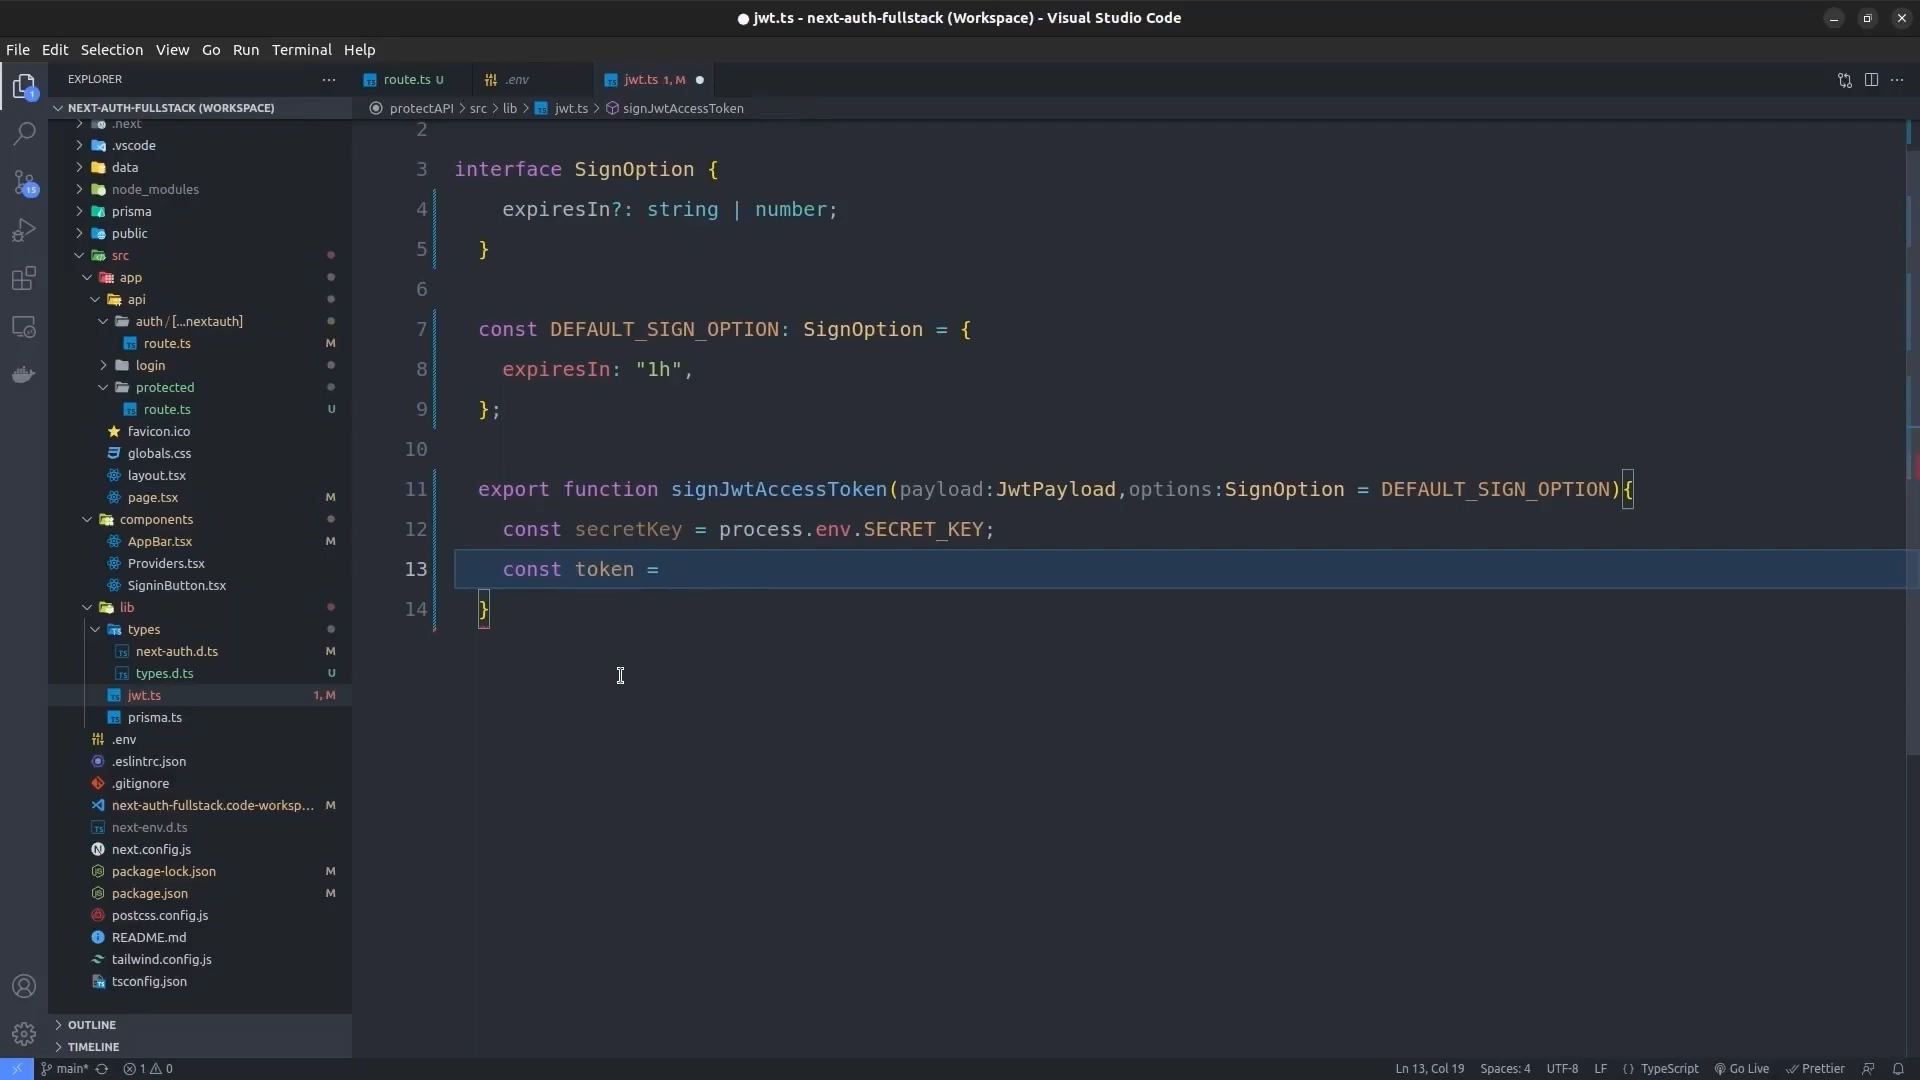 jwt.ts - next-auth-fullstack (Workspace) - Visual Studio Code
File Edit Selection View Go Run Terminal Help
EXPLORER
NEXT-AUTH-FULLSTACK (WORKSPACE)
.next
.vscode
data
node_modules
prisma
public
src
app
api
auth / [...nextauth]
route.ts M
login
protected
route.ts U
favicon.ico
globals.css
layout.tsx
page.tsx M
components
AppBar.tsx M
Providers.tsx
SigninButton.tsx
lib
types
next-auth.d.ts M
types.d.ts U
jwt.ts 1, M
prisma.ts
.env
.eslintrc.json
.gitignore
next-auth-fullstack.code-worksp... M
next-env.d.ts
next.config.js
package-lock.json M
package.json M
postcss.config.js
README.md
tailwind.config.js
tsconfig.json
OUTLINE
TIMELINE
1
15
route.ts U .env jwt.ts 1, M
protectAPI > src > lib > jwt.ts > signJwtAccessToken
2
3 interface SignOption {
4 expiresIn?: string | number;
5 }
6
7 const DEFAULT_SIGN_OPTION: SignOption = {
8 expiresIn: "1h",
9 };
10
11 export function signJwtAccessToken(payload:JwtPayload,options:SignOption = DEFAULT_SIGN_OPTION){
12 const secretKey = process.env.SECRET_KEY;
13 const token =
14 }
main* 1 0 Ln 13, Col 19 Spaces: 4 UTF-8 LF {} TypeScript Go Live Prettier